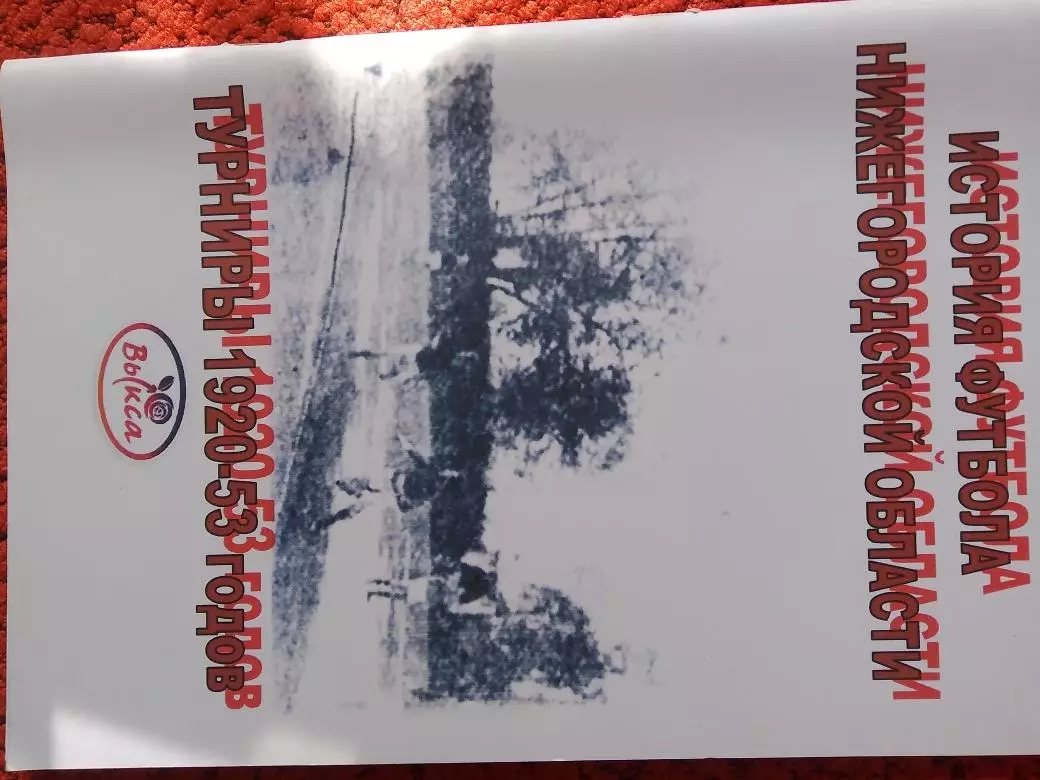 ИСТОРИЯ ФУТБОЛА
НИЖЕГОРОДСКОЙ ОБЛАСТИ
ТУРНИРЫ 1920-53 годов
Выкса